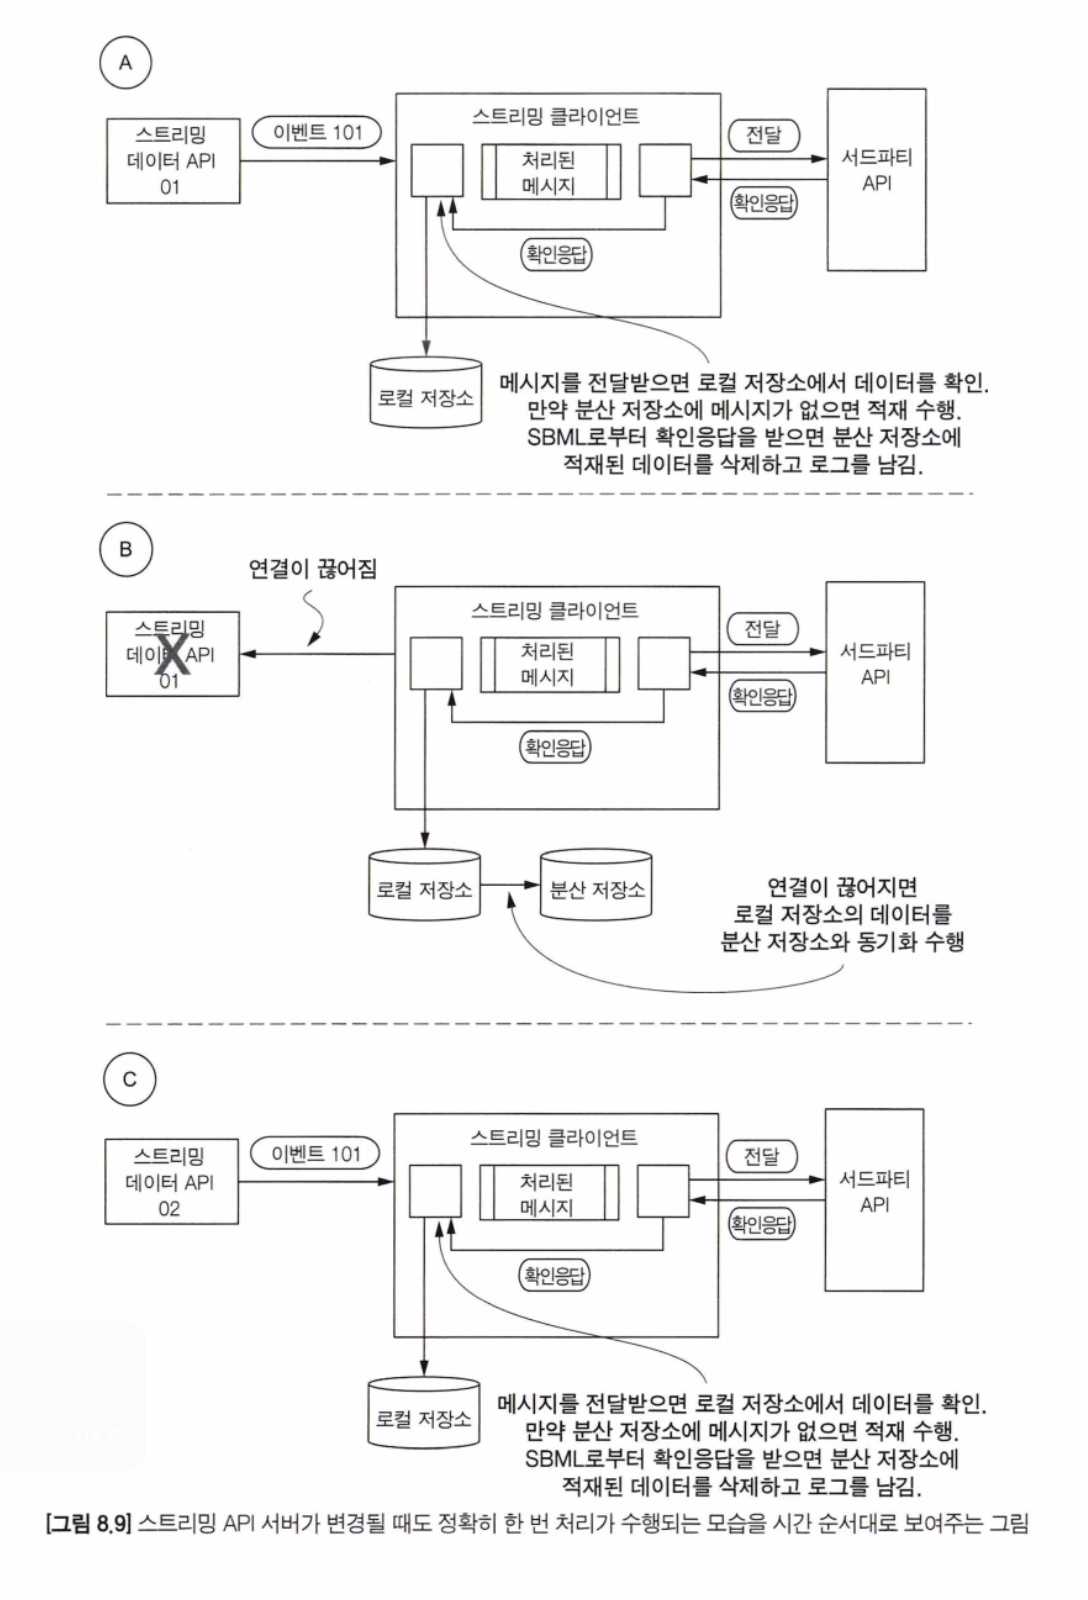 A
스트리밍
데이터 API
01
이벤트 101
스트리밍 클라이언트
처리된
메시지
전달
확인응답
서드파티
API
확인응답
로컬 저장소
메시지를 전달받으면 로컬 저장소에서 데이터를 확인.
만약 분산 저장소에 메시지가 없으면 적재 수행.
SBML로부터 확인응답을 받으면 분산 저장소에
적재된 데이터를 삭제하고 로그를 남김.
B
연결이 끊어짐
스트리밍
데이터 API
01
X
스트리밍 클라이언트
처리된
메시지
전달
확인응답
서드파티
API
확인응답
로컬 저장소
분산 저장소
연결이 끊어지면
로컬 저장소의 데이터를
분산 저장소와 동기화 수행
C
스트리밍
데이터 API
02
이벤트 101
스트리밍 클라이언트
처리된
메시지
전달
확인응답
서드파티
API
확인응답
로컬 저장소
메시지를 전달받으면 로컬 저장소에서 데이터를 확인.
만약 분산 저장소에 메시지가 없으면 적재 수행.
SBML로부터 확인응답을 받으면 분산 저장소에
적재된 데이터를 삭제하고 로그를 남김.
[그림 8.9] 스트리밍 API 서버가 변경될 때도 정확히 한 번 처리가 수행되는 모습을 시간 순서대로 보여주는 그림